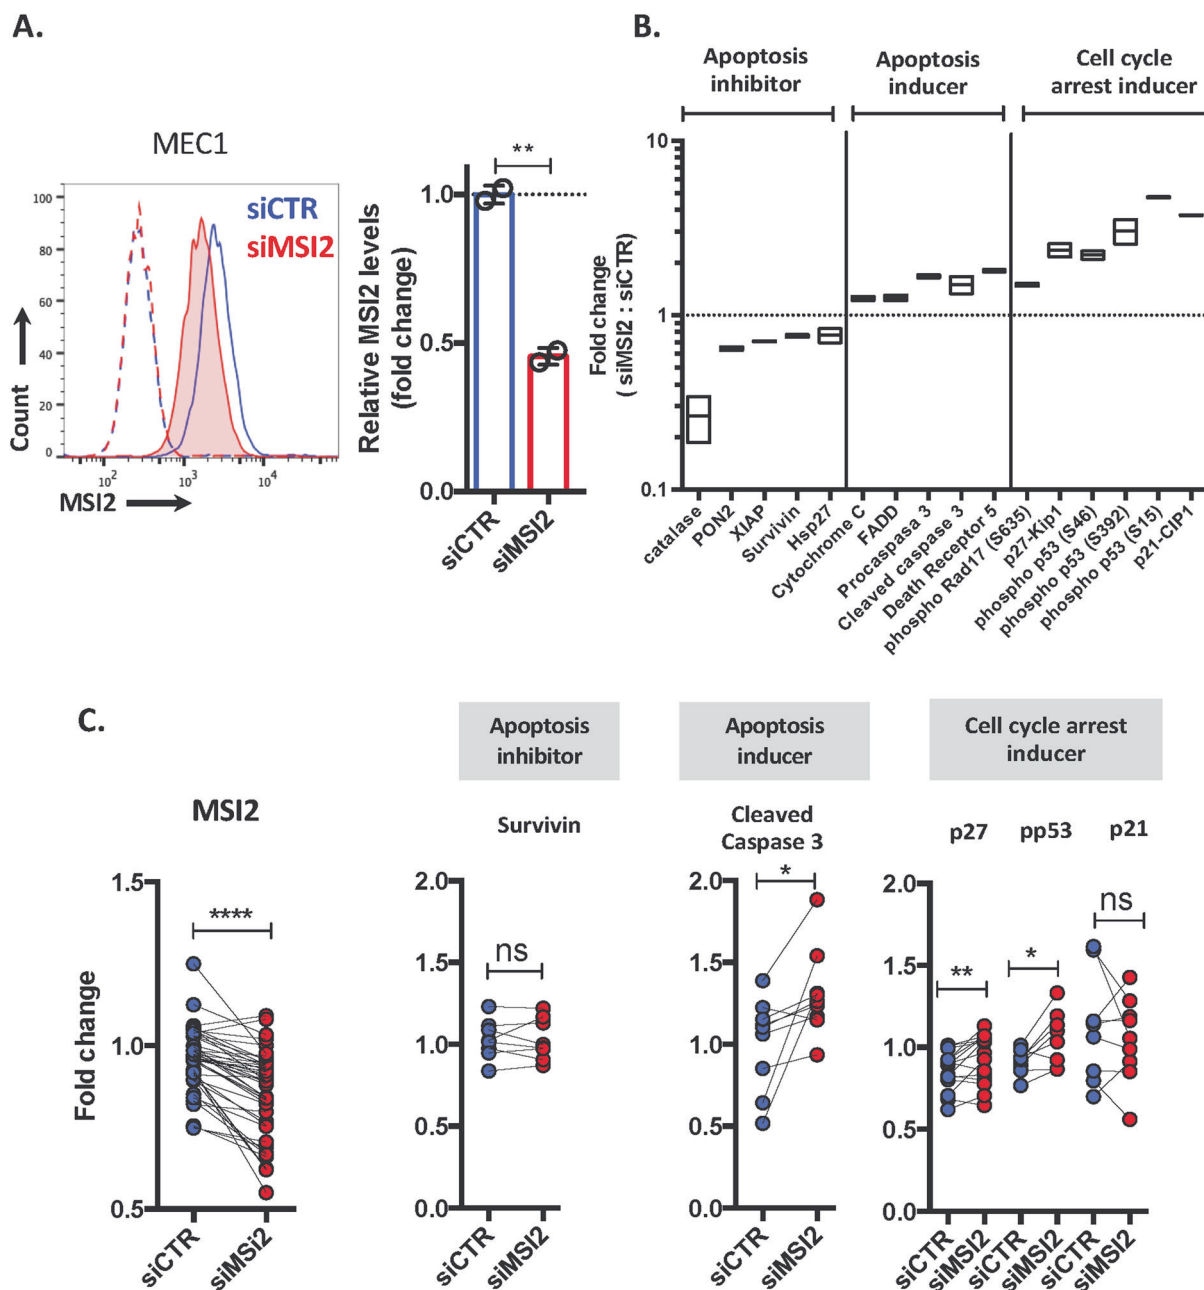 A.
MEC1
siCTR
siMSI2
100
80
60
40
20
0
Count
10²
10³
10⁴
MSI2
**
1.0
0.5
0.0
Relative MSI2 levels
(fold change)
siCTR
siMSI2
B.
Apoptosis
inhibitor
Apoptosis
inducer
Cell cycle
arrest inducer
10
1
0.1
Fold change
( siMSI2 : siCTR)
catalase
PON2
XIAP
Survivin
Hsp27
Cytochrome C
FADD
Procaspasa 3
Cleaved caspase 3
Death Receptor 5
phospho Rad17 (S635)
p27-Kip1
phospho p53 (S46)
phospho p53 (S392)
phospho p53 (S15)
p21-CIP1
C.
MSI2
1.5
1.0
0.5
Fold change
****
siCTR
siMSi2
Apoptosis
inhibitor
Survivin
2.0
1.5
1.0
0.5
0.0
ns
siCTR
siMSI2
Apoptosis
inducer
Cleaved
Caspase 3
2.0
1.5
1.0
0.5
0.0
*
siCTR
siMSI2
Cell cycle arrest
inducer
p27
pp53
p21
2.0
1.5
1.0
0.5
0.0
**
*
ns
siCTR
siMSI2
siCTR
siMSI2
siCTR
siMSI2